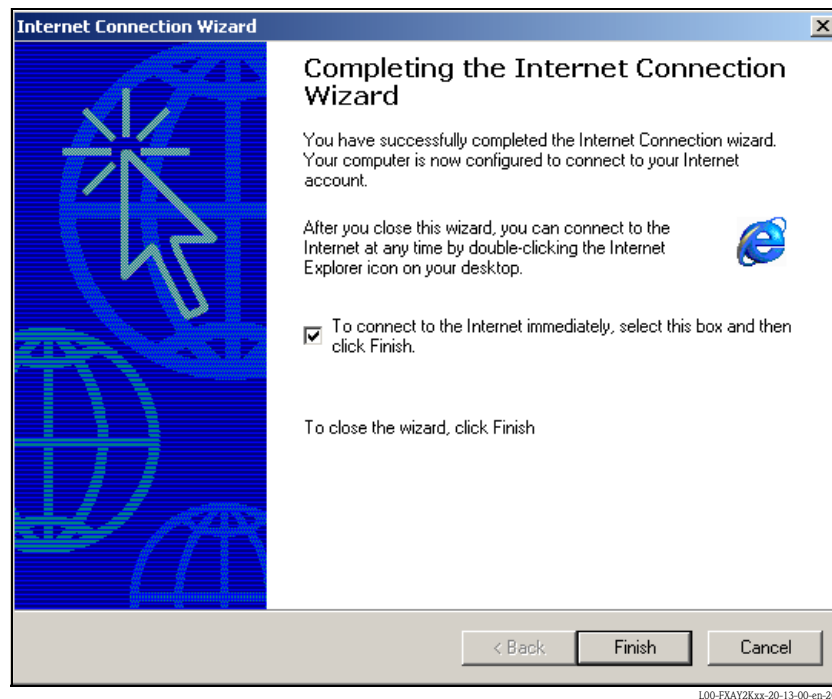 Internet Connection Wizard
Completing the Internet Connection
Wizard
You have successfully completed the Internet Connection wizard.
Your computer is now configured to connect to your Internet
account.
After you close this wizard, you can connect to the
Internet at any time by double-clicking the Internet
Explorer icon on your desktop.
To connect to the Internet immediately, select this box and then
click Finish.
To close the wizard, click Finish
< Back Finish Cancel
L00-FXAY2Kxx-20-13-00-en-2